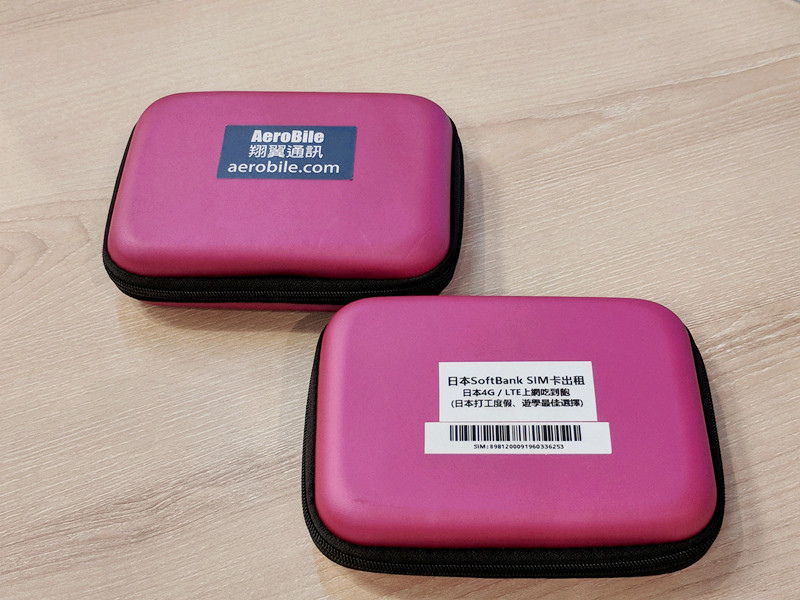 AeroBile
翔翼通訊
aerobile.com
日本SoftBank SIM卡出租
日本4G / LTE上網吃到飽
(日本打工度假、遊學最佳選擇)
SIM: 8981200091960336253